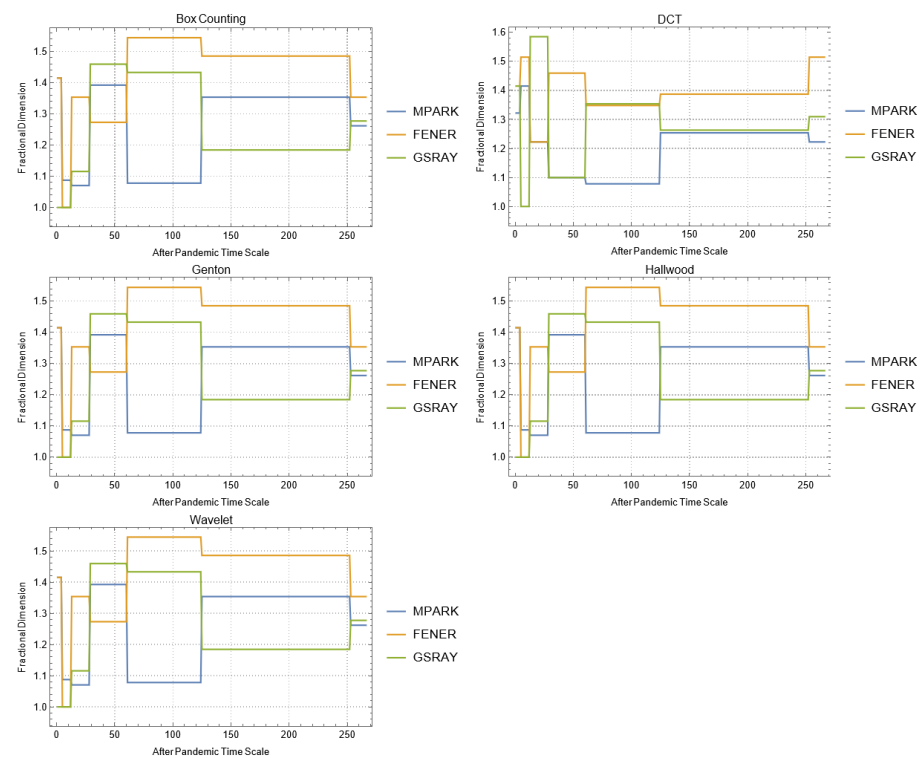 Box Counting
Fractional Dimension
1.5
1.4
1.3
1.2
1.1
1.0
0 50 100 150 200 250
After Pandemic Time Scale
MPARK
FENER
GSRAY
DCT
Fractional Dimension
1.6
1.5
1.4
1.3
1.2
1.1
1.0
0 50 100 150 200 250
After Pandemic Time Scale
MPARK
FENER
GSRAY
Genton
Fractional Dimension
1.5
1.4
1.3
1.2
1.1
1.0
0 50 100 150 200 250
After Pandemic Time Scale
MPARK
FENER
GSRAY
Hallwood
Fractional Dimension
1.5
1.4
1.3
1.2
1.1
1.0
0 50 100 150 200 250
After Pandemic Time Scale
MPARK
FENER
GSRAY
Wavelet
Fractional Dimension
1.5
1.4
1.3
1.2
1.1
1.0
0 50 100 150 200 250
After Pandemic Time Scale
MPARK
FENER
GSRAY